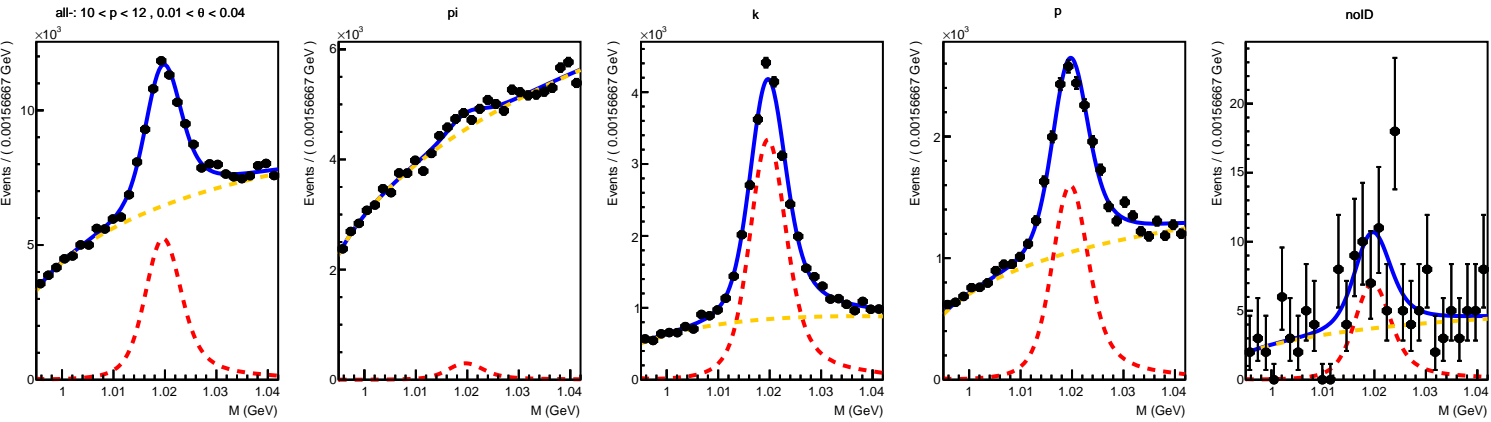 all-: 10 < p < 12 , 0.01 < θ < 0.04
×10³
Events / ( 0.00156667 GeV )
10
5
0
1 1.01 1.02 1.03 1.04
M (GeV)
pi
×10³
Events / ( 0.00156667 GeV )
6
4
2
0
1 1.01 1.02 1.03 1.04
M (GeV)
k
×10³
Events / ( 0.00156667 GeV )
4
3
2
1
0
1 1.01 1.02 1.03 1.04
M (GeV)
p
×10³
Events / ( 0.00156667 GeV )
2
1
0
1 1.01 1.02 1.03 1.04
M (GeV)
noID
Events / ( 0.00156667 GeV )
20
15
10
5
0
1 1.01 1.02 1.03 1.04
M (GeV)